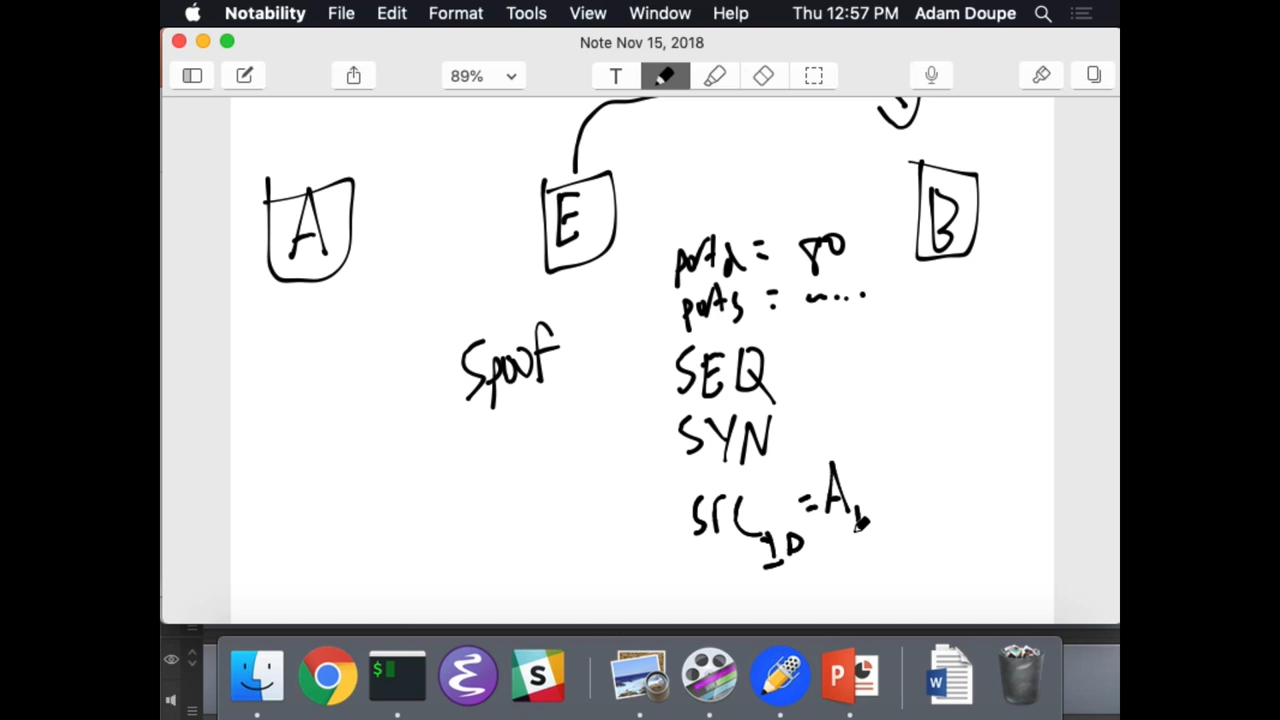 Notability File Edit Format Tools View Window Help Thu 12:57 PM Adam Doupe
Note Nov 15, 2018
89% T
A
E
B
portd = 80
ports = ~...
Spoof
SEQ
SYN
src IP = A
$
S
P
W